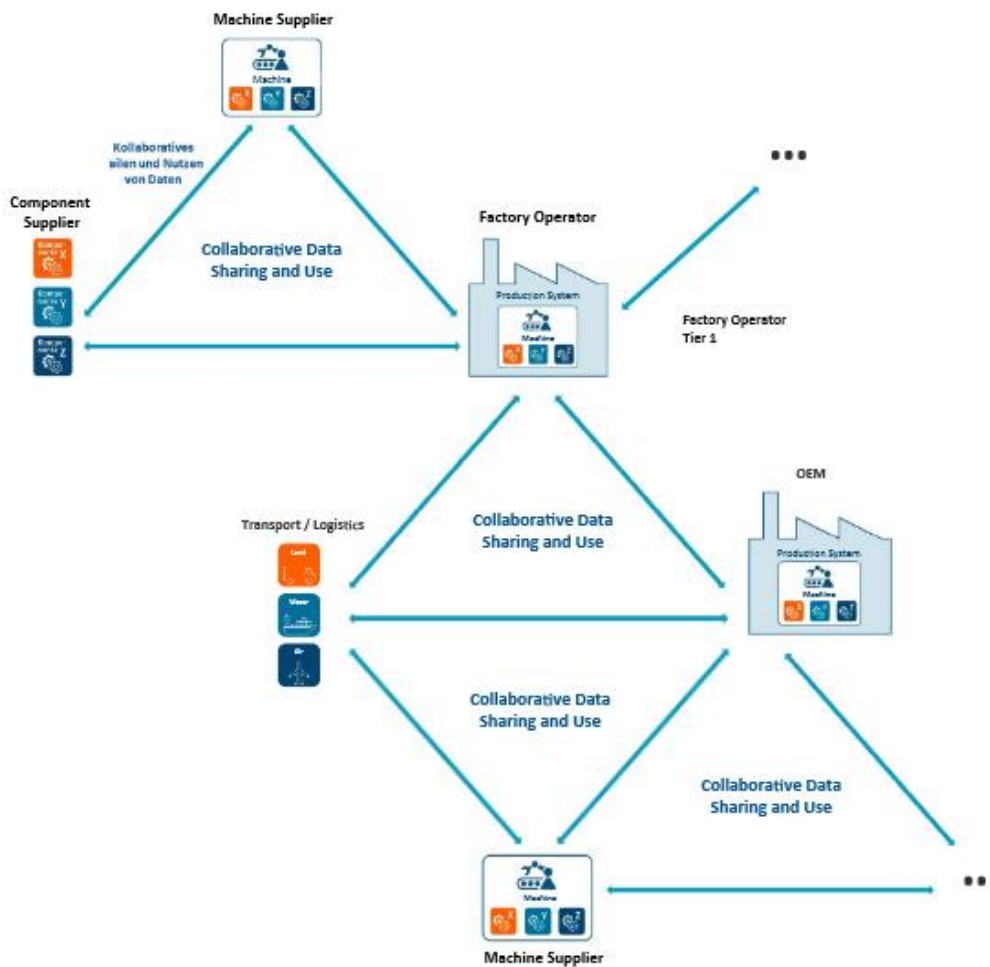 Machine Supplier
Machine
X Y Z
Kollaboratives
eilen und Nutzen
von Daten
Component
Supplier
X
Y
Z
Collaborative Data
Sharing and Use
Factory Operator
Production System
Machine
Factory Operator
Tier 1
OEM
Production System
Machine
Transport / Logistics
Land
Collaborative Data
Sharing and Use
Collaborative Data
Sharing and Use
Collaborative Data
Sharing and Use
Machine
X Y Z
Machine Supplier